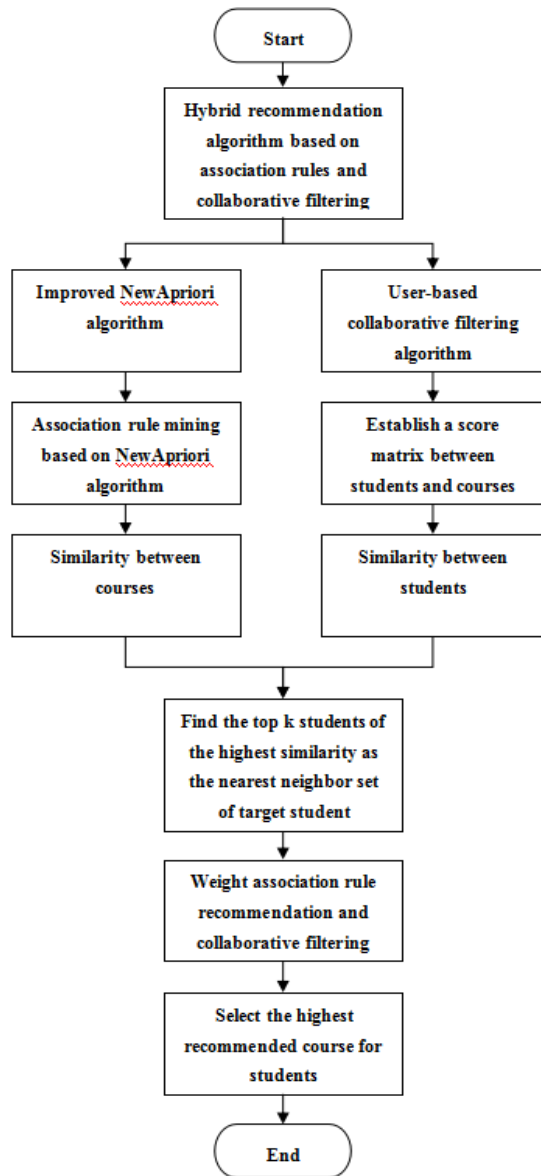 Start
Hybrid recommendation
algorithm based on
association rules and
collaborative filtering
Improved NewApriori
algorithm
User-based
collaborative filtering
algorithm
Association rule mining
based on NewApriori
algorithm
Establish a score
matrix between
students and courses
Similarity between
courses
Similarity between
students
Find the top k students of
the highest similarity as
the nearest neighbor set
of target student
Weight association rule
recommendation and
collaborative filtering
Select the highest
recommended course for
students
End